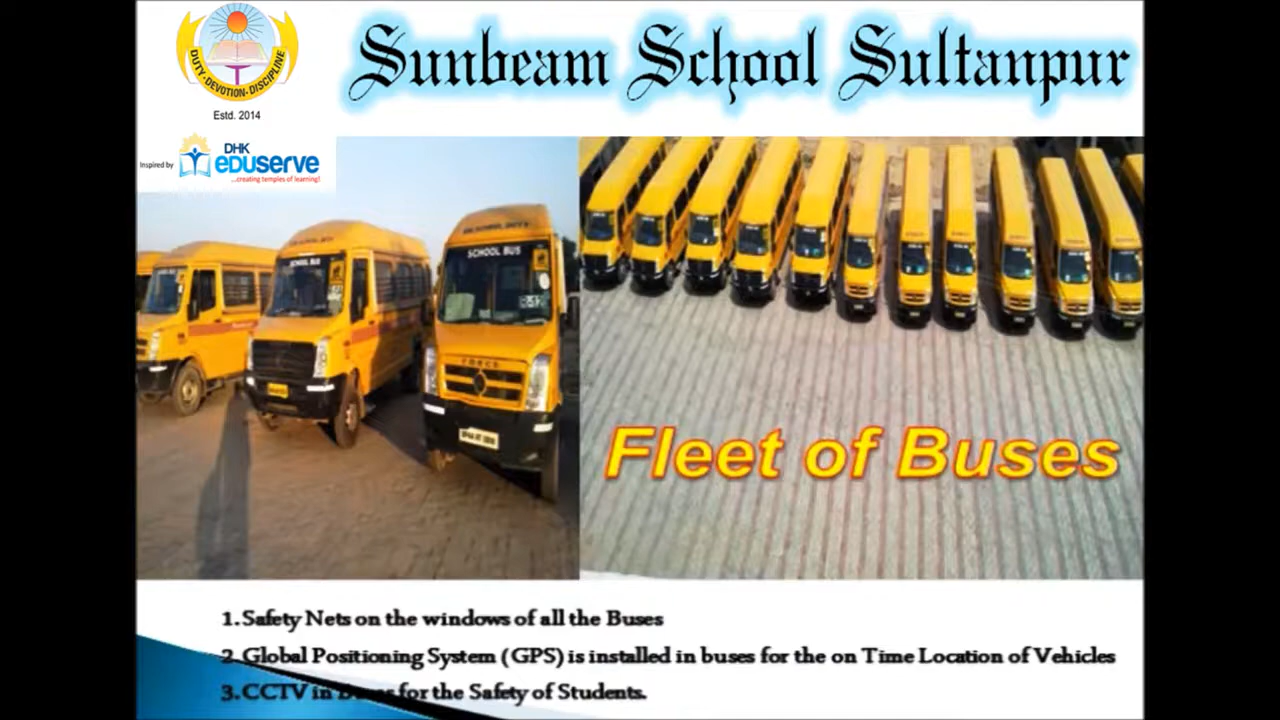 Sunbeam School Sultanpur
DUTY-DEVOTION-DISCIPLINE
Estd. 2014
Inspired by
DHK
eduserve
...creating temples of learning!
SCHOOL BUS
SCHOOL BUS
FORCE
Fleet of Buses
1. Safety Nets on the windows of all the Buses
2. Global Positioning System (GPS) is installed in buses for the on Time Location of Vehicles
3. CCTV in Buses for the Safety of Students.